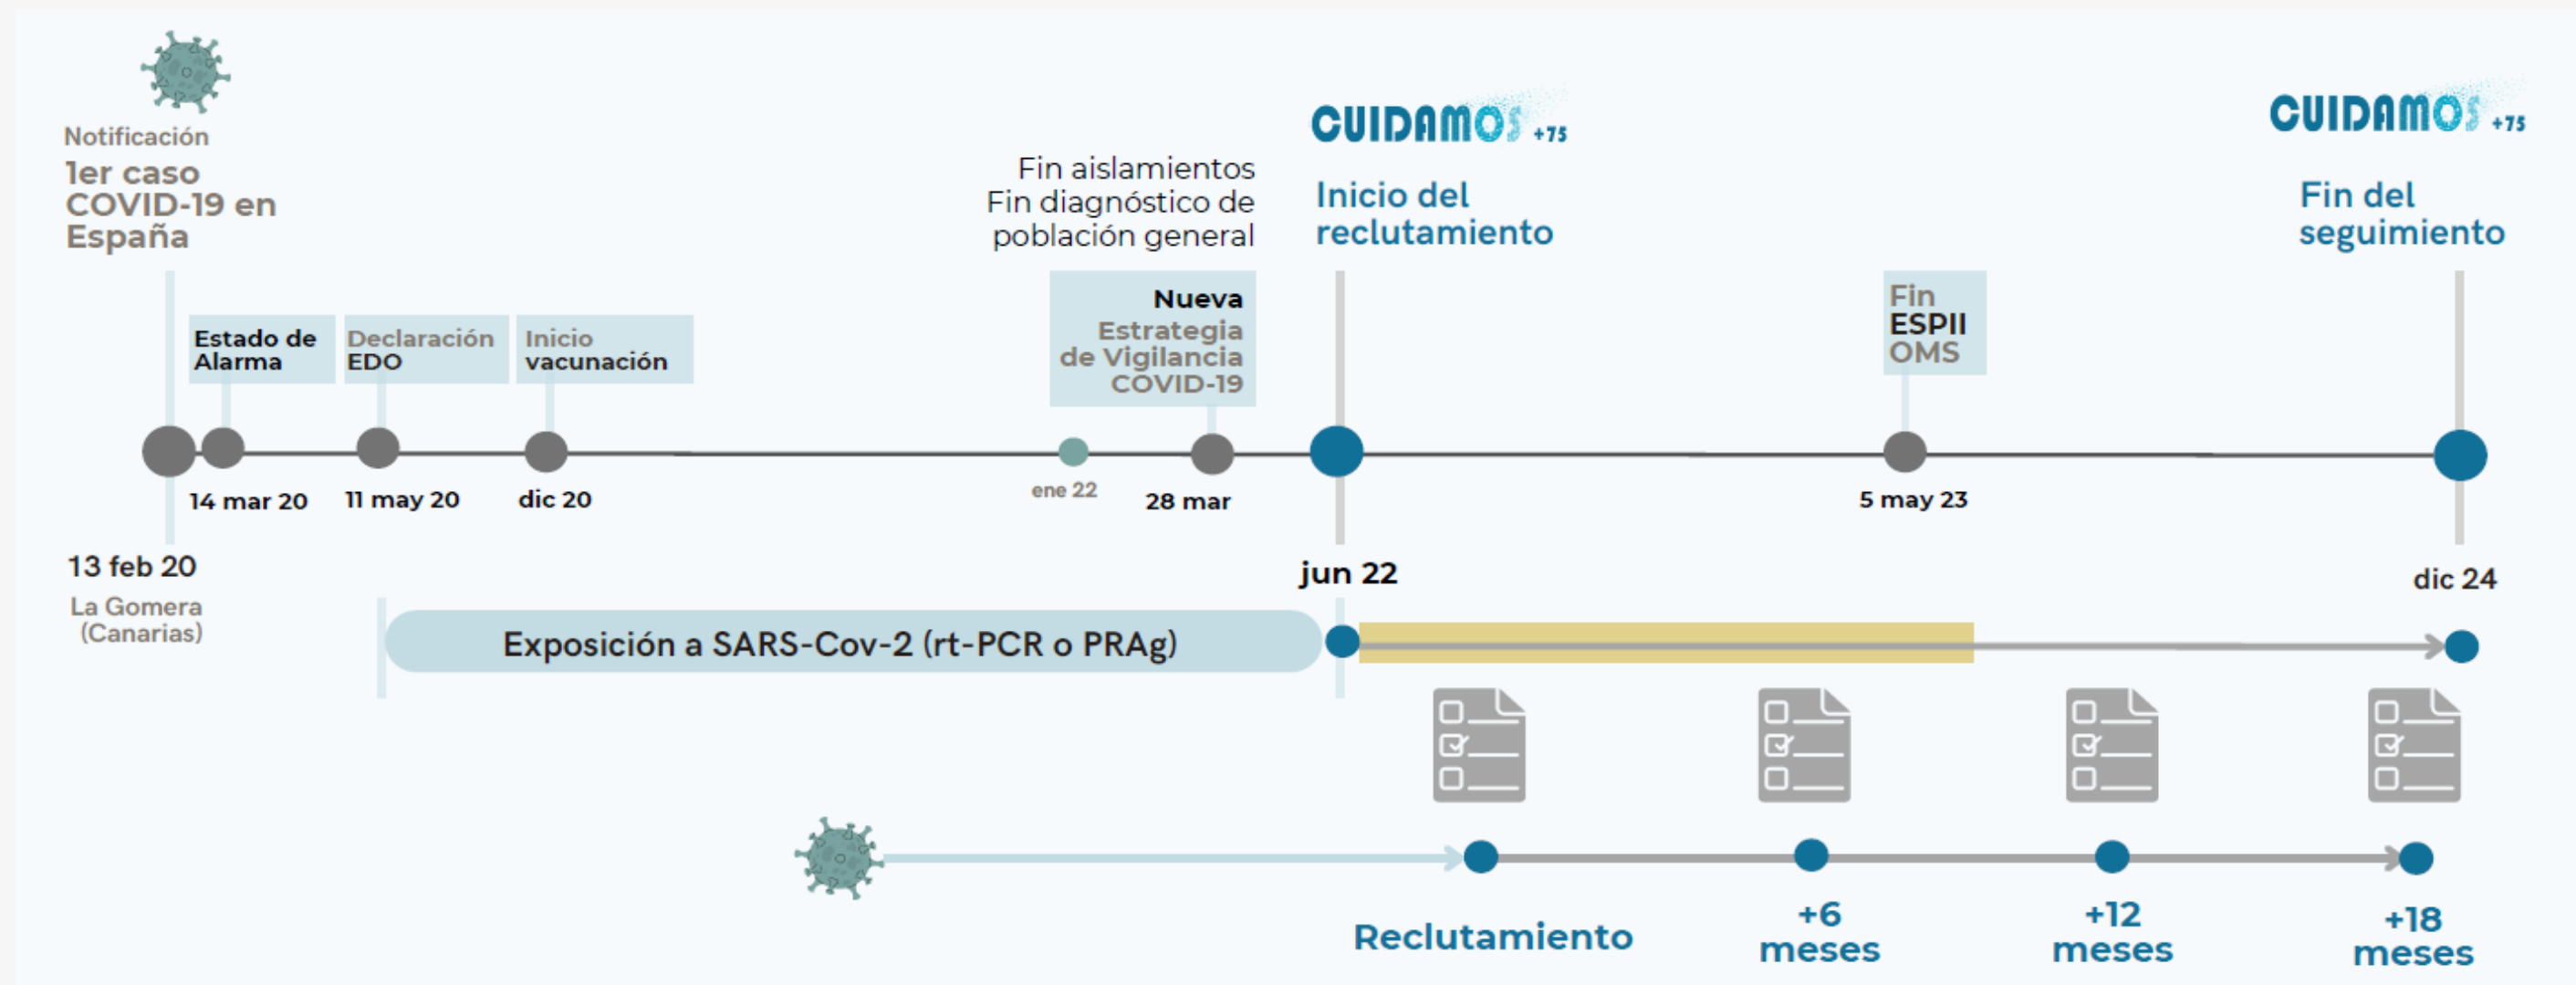 Notificación
1er caso
COVID-19 en
España
Estado de
Alarma
Declaración
EDO
Inicio
vacunación
Fin aislamientos
Fin diagnóstico de
población general
Nueva
Estrategia
de Vigilancia
COVID-19
CUIDAMOS +75
Inicio del
reclutamiento
Fin
ESPII
OMS
CUIDAMOS +75
Fin del
seguimiento
14 mar 20
11 may 20
dic 20
ene 22
28 mar
5 may 23
13 feb 20
La Gomera
(Canarias)
jun 22
dic 24
Exposición a SARS-Cov-2 (rt-PCR o PRAg)
Reclutamiento
+6
meses
+12
meses
+18
meses